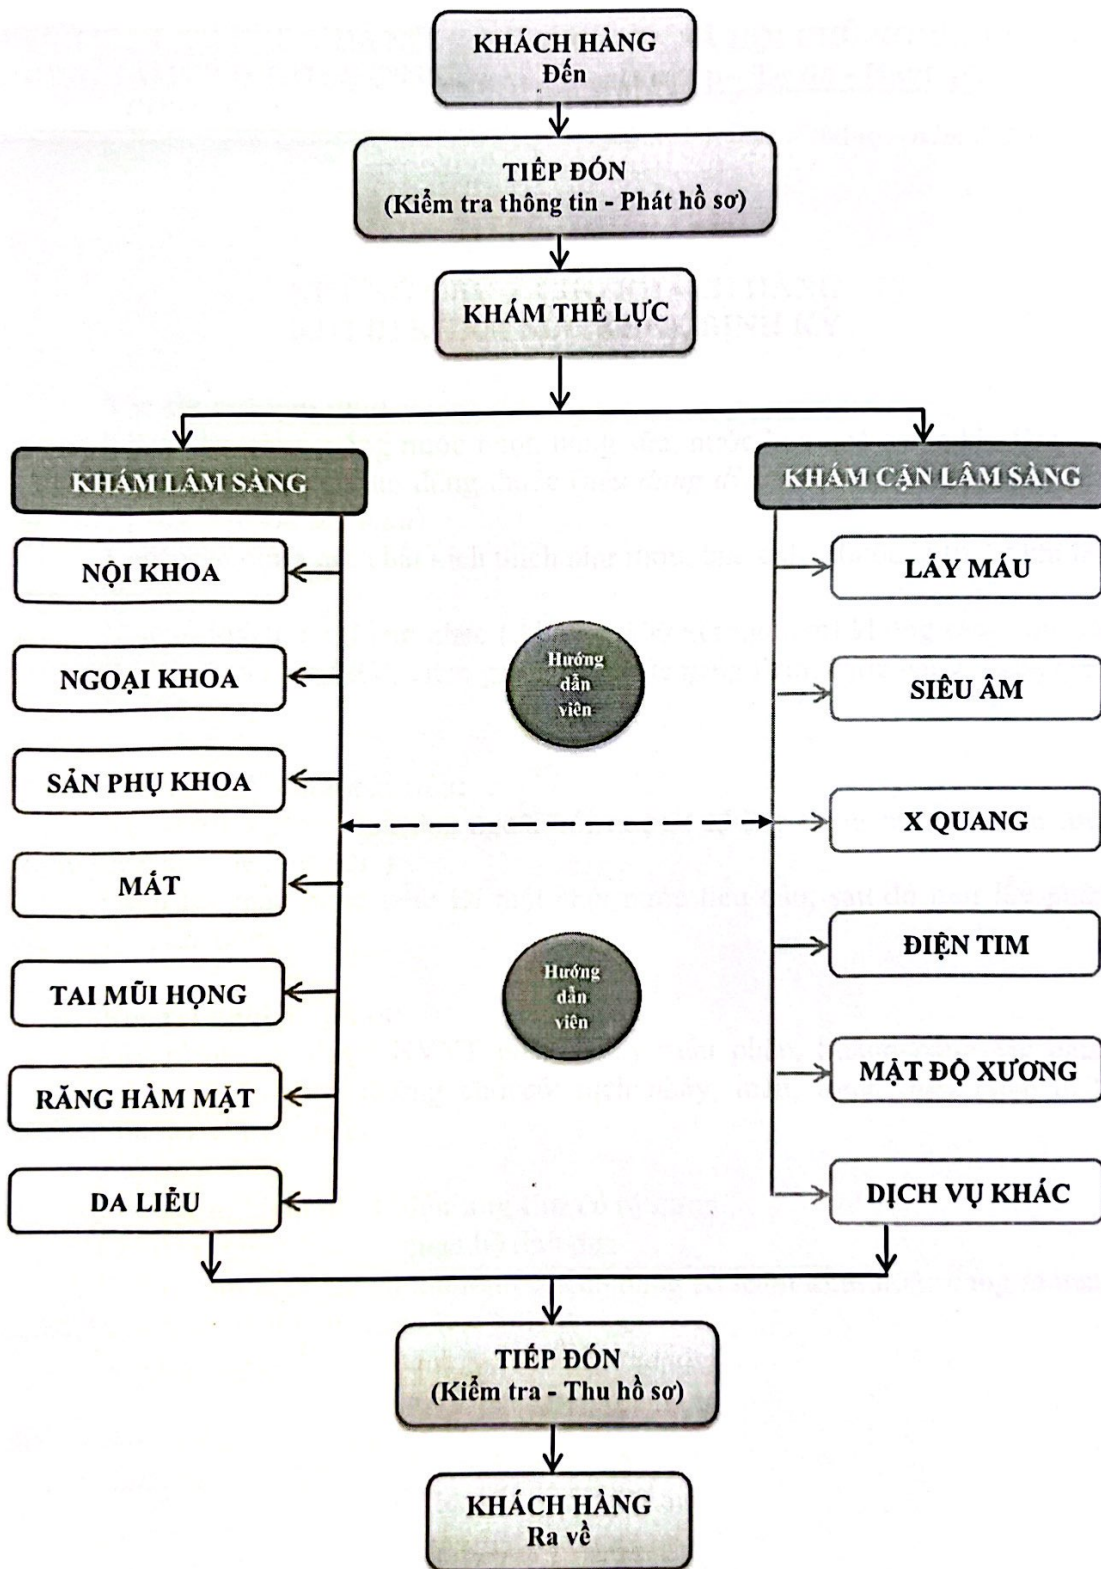 KHÁCH HÀNG
Đến
TIẾP ĐÓN
(Kiểm tra thông tin - Phát hồ sơ)
KHÁM THỂ LỰC
KHÁM LÂM SÀNG
NỘI KHOA
NGOẠI KHOA
SẢN PHỤ KHOA
MẮT
TAI MŨI HỌNG
RĂNG HÀM MẶT
DA LIỄU
Hướng
dẫn
viên
Hướng
dẫn
viên
KHÁM CẬN LÂM SÀNG
LẤY MÁU
SIÊU ÂM
X QUANG
ĐIỆN TIM
MẬT ĐỘ XƯƠNG
DỊCH VỤ KHÁC
TIẾP ĐÓN
(Kiểm tra - Thu hồ sơ)
KHÁCH HÀNG
Ra về